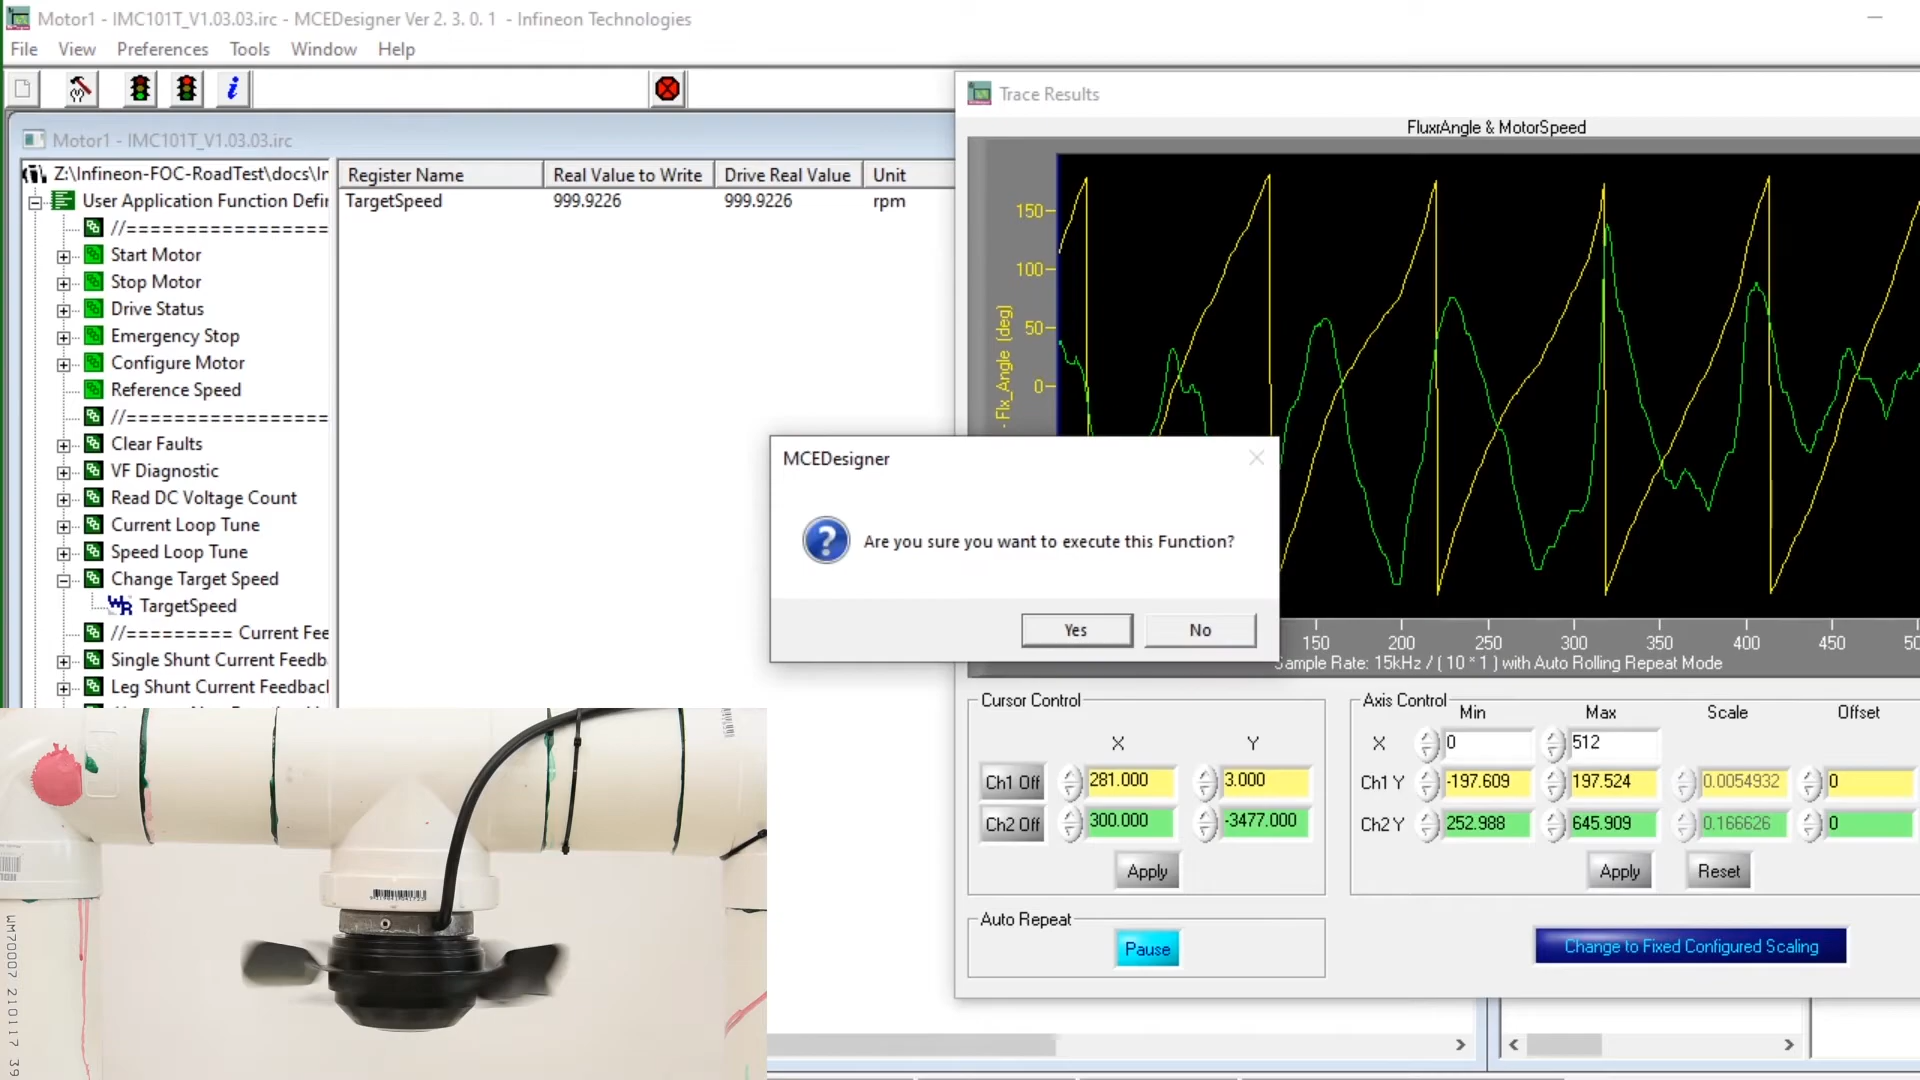 Motor1 - IMC101T_V1.03.03.irc - MCEDesigner Ver 2. 3. 0. 1 - Infineon Technologies
File View Preferences Tools Window Help
Motor1 - IMC101T_V1.03.03.irc
Z:\Infineon-FOC-RoadTest\docs\Ir
User Application Function Defir
//==================
Start Motor
Stop Motor
Drive Status
Emergency Stop
Configure Motor
Reference Speed
//==================
Clear Faults
VF Diagnostic
Read DC Voltage Count
Current Loop Tune
Speed Loop Tune
Change Target Speed
WR TargetSpeed
//========= Current Fee
Single Shunt Current Feedb
Leg Shunt Current Feedbacl
Register Name Real Value to Write Drive Real Value Unit
TargetSpeed 999.9226 999.9226 rpm
Trace Results
FluxrAngle & MotorSpeed
150
100
50
0
- Flx_Angle (deg)
150 200 250 300 350 400 450 50
Sample Rate: 15kHz / ( 10 * 1 ) with Auto Rolling Repeat Mode
MCEDesigner
Are you sure you want to execute this Function?
Yes No
Cursor Control
X Y
Ch1 Off 281.000 3.000
Ch2 Off 300.000 -3477.000
Apply
Auto Repeat
Pause
Axis Control
Min Max Scale Offset
X 0 512
Ch1 Y -197.609 197.524 0.0054932 0
Ch2 Y 252.988 645.909 0.166626 0
Apply Reset
Change to Fixed Configured Scaling
WM70007 210117 39